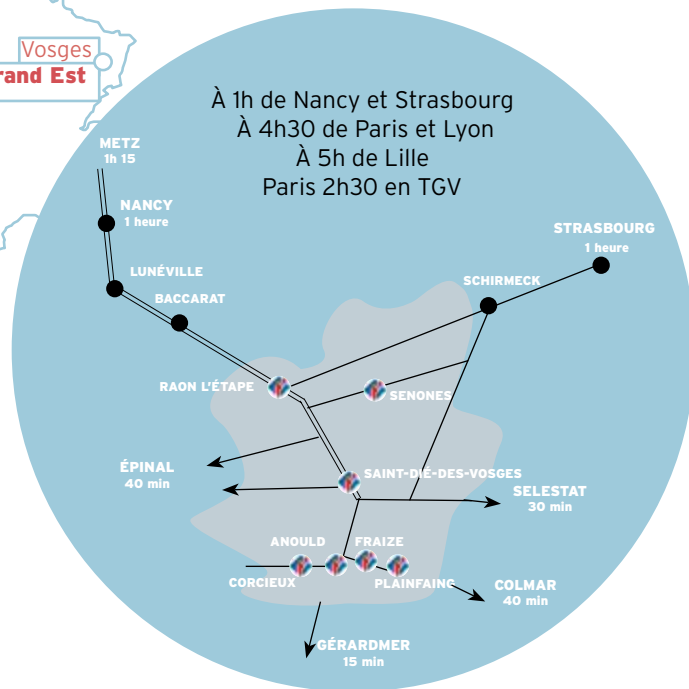 Vosges
rand Est
À 1h de Nancy et Strasbourg
À 4h30 de Paris et Lyon
À 5h de Lille
Paris 2h30 en TGV
METZ
1h 15
NANCY
1 heure
STRASBOURG
1 heure
LUNÉVILLE
SCHIRMECK
BACCARAT
RAON L'ÉTAPE
SENONES
ÉPINAL
40 min
SAINT-DIÉ-DES-VOSGES
SELESTAT
30 min
ANOULD
FRAIZE
CORCIEUX
PLAINFAING
COLMAR
40 min
GÉRARDMER
15 min